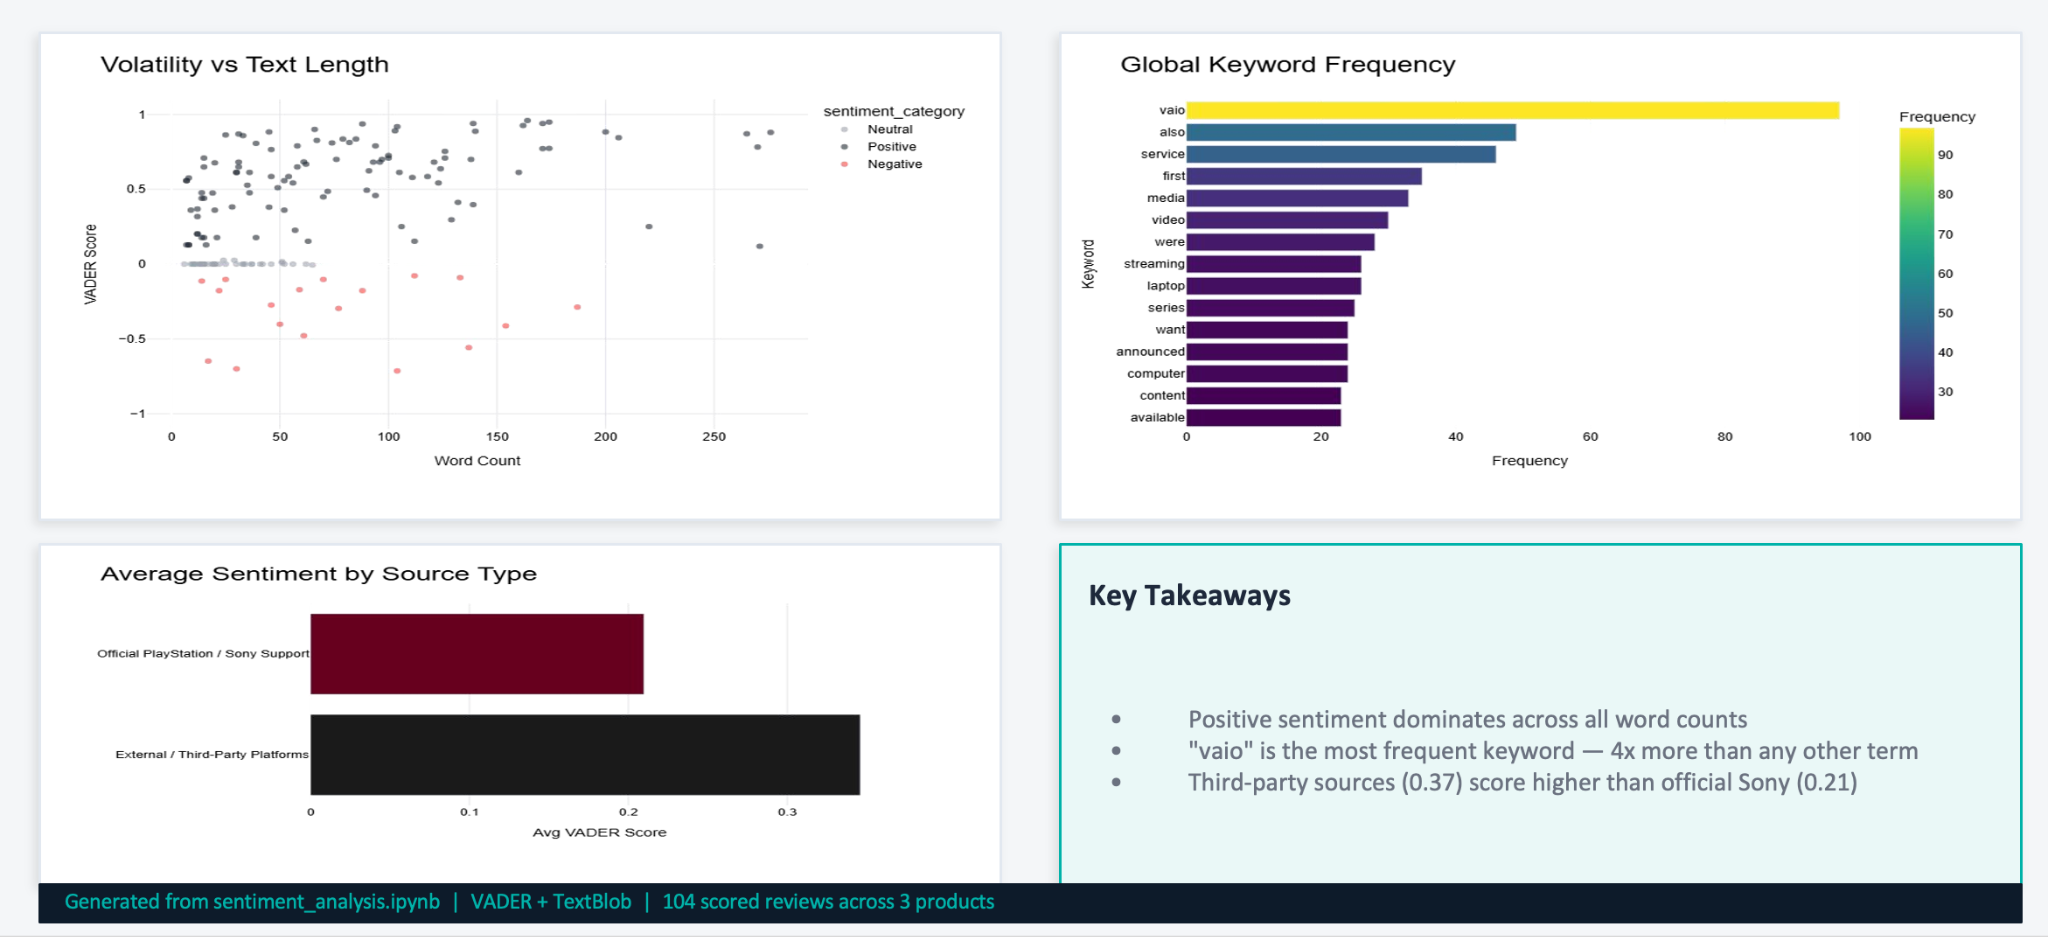 Volatility vs Text Length
sentiment_category
Neutral
Positive
Negative
VADER Score
1
0.5
0
−0.5
−1
0
50
100
150
200
250
Word Count
Global Keyword Frequency
Keyword
vaio
also
service
first
media
video
were
streaming
laptop
series
want
announced
computer
content
available
0
20
40
60
80
100
Frequency
Frequency
90
80
70
60
50
40
30
Average Sentiment by Source Type
Official PlayStation / Sony Support
External / Third-Party Platforms
0
0.1
0.2
0.3
Avg VADER Score
Key Takeaways
• Positive sentiment dominates across all word counts
• "vaio" is the most frequent keyword — 4x more than any other term
• Third-party sources (0.37) score higher than official Sony (0.21)
Generated from sentiment_analysis.ipynb | VADER + TextBlob | 104 scored reviews across 3 products